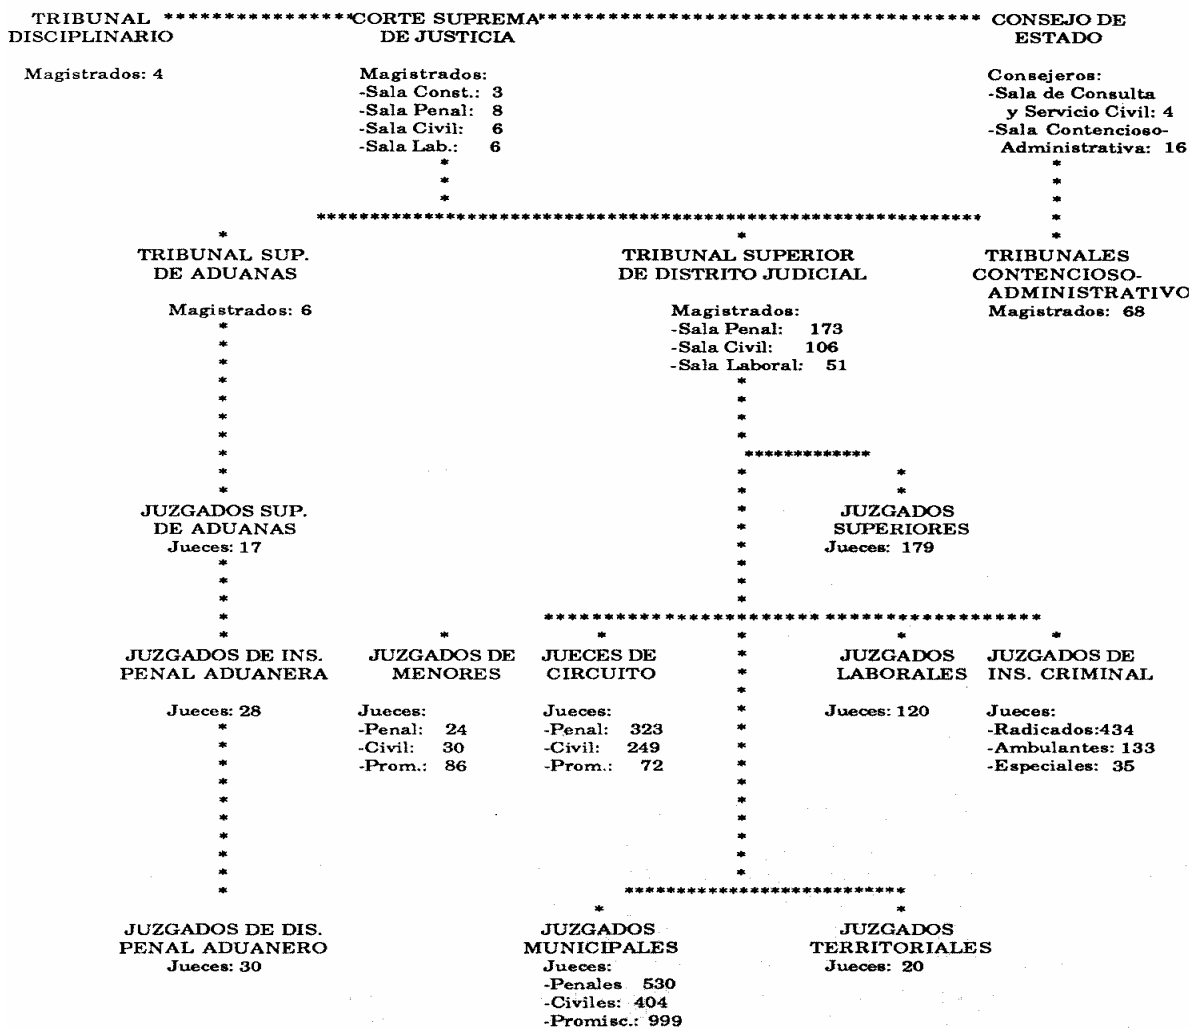 TRIBUNAL ****************CORTE SUPREMA************************************ CONSEJO DE
DISCIPLINARIO DE JUSTICIA ESTADO
Magistrados: 4
Magistrados:
-Sala Const.: 3
-Sala Penal: 8
-Sala Civil: 6
-Sala Lab.: 6
Consejeros:
-Sala de Consulta
y Servicio Civil: 4
-Sala Contencioso-
Administrativa: 16
TRIBUNAL SUP.
DE ADUANAS
Magistrados: 6
TRIBUNAL SUPERIOR
DE DISTRITO JUDICIAL
Magistrados:
-Sala Penal: 173
-Sala Civil: 106
-Sala Laboral: 51
TRIBUNALES
CONTENCIOSO-
ADMINISTRATIVO
Magistrados: 68
JUZGADOS SUP.
DE ADUANAS
Jueces: 17
JUZGADOS
SUPERIORES
Jueces: 179
JUZGADOS DE INS.
PENAL ADUANERA
Jueces: 28
JUZGADOS DE
MENORES
Jueces:
-Penal: 24
-Civil: 30
-Prom.: 86
JUECES DE
CIRCUITO
Jueces:
-Penal: 323
-Civil: 249
-Prom.: 72
JUZGADOS
LABORALES
Jueces: 120
JUZGADOS DE
INS. CRIMINAL
Jueces:
-Radicados:434
-Ambulantes: 133
-Especiales: 35
JUZGADOS DE DIS.
PENAL ADUANERO
Jueces: 30
JUZGADOS
MUNICIPALES
Jueces:
-Penales 530
-Civiles: 404
-Promisc.: 999
JUZGADOS
TERRITORIALES
Jueces: 20